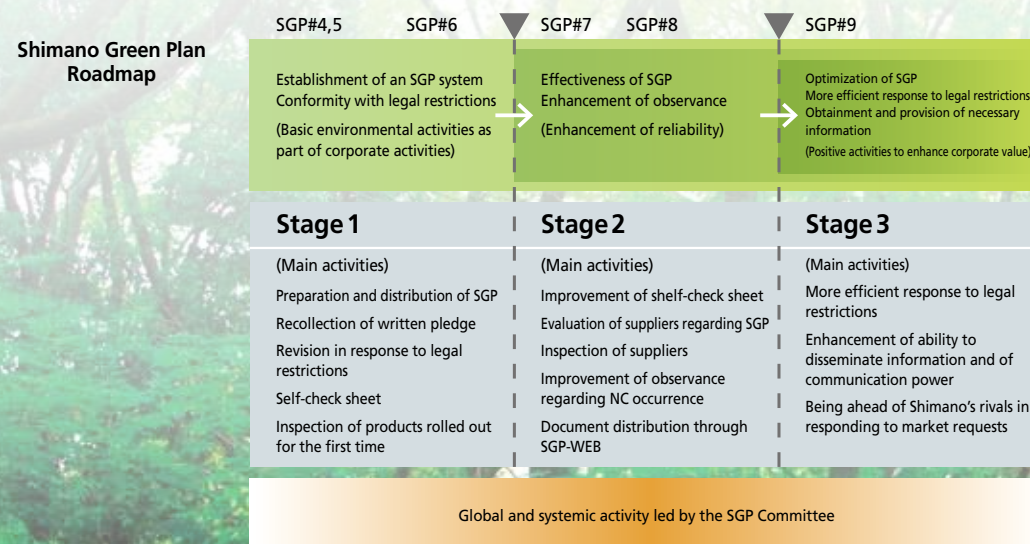 Shimano Green Plan
Roadmap
SGP#4,5
SGP#6
SGP#7
SGP#8
SGP#9
Establishment of an SGP system
Conformity with legal restrictions
(Basic environmental activities as
part of corporate activities)
Effectiveness of SGP
Enhancement of observance
(Enhancement of reliability)
Optimization of SGP
More efficient response to legal restrictions
Obtainment and provision of necessary
information
(Positive activities to enhance corporate value)
Stage 1
(Main activities)
Preparation and distribution of SGP
Recollection of written pledge
Revision in response to legal
restrictions
Self-check sheet
Inspection of products rolled out
for the first time
Stage 2
(Main activities)
Improvement of shelf-check sheet
Evaluation of suppliers regarding SGP
Inspection of suppliers
Improvement of observance
regarding NC occurrence
Document distribution through
SGP-WEB
Stage 3
(Main activities)
More efficient response to legal
restrictions
Enhancement of ability to
disseminate information and of
communication power
Being ahead of Shimano's rivals in
responding to market requests
Global and systemic activity led by the SGP Committee